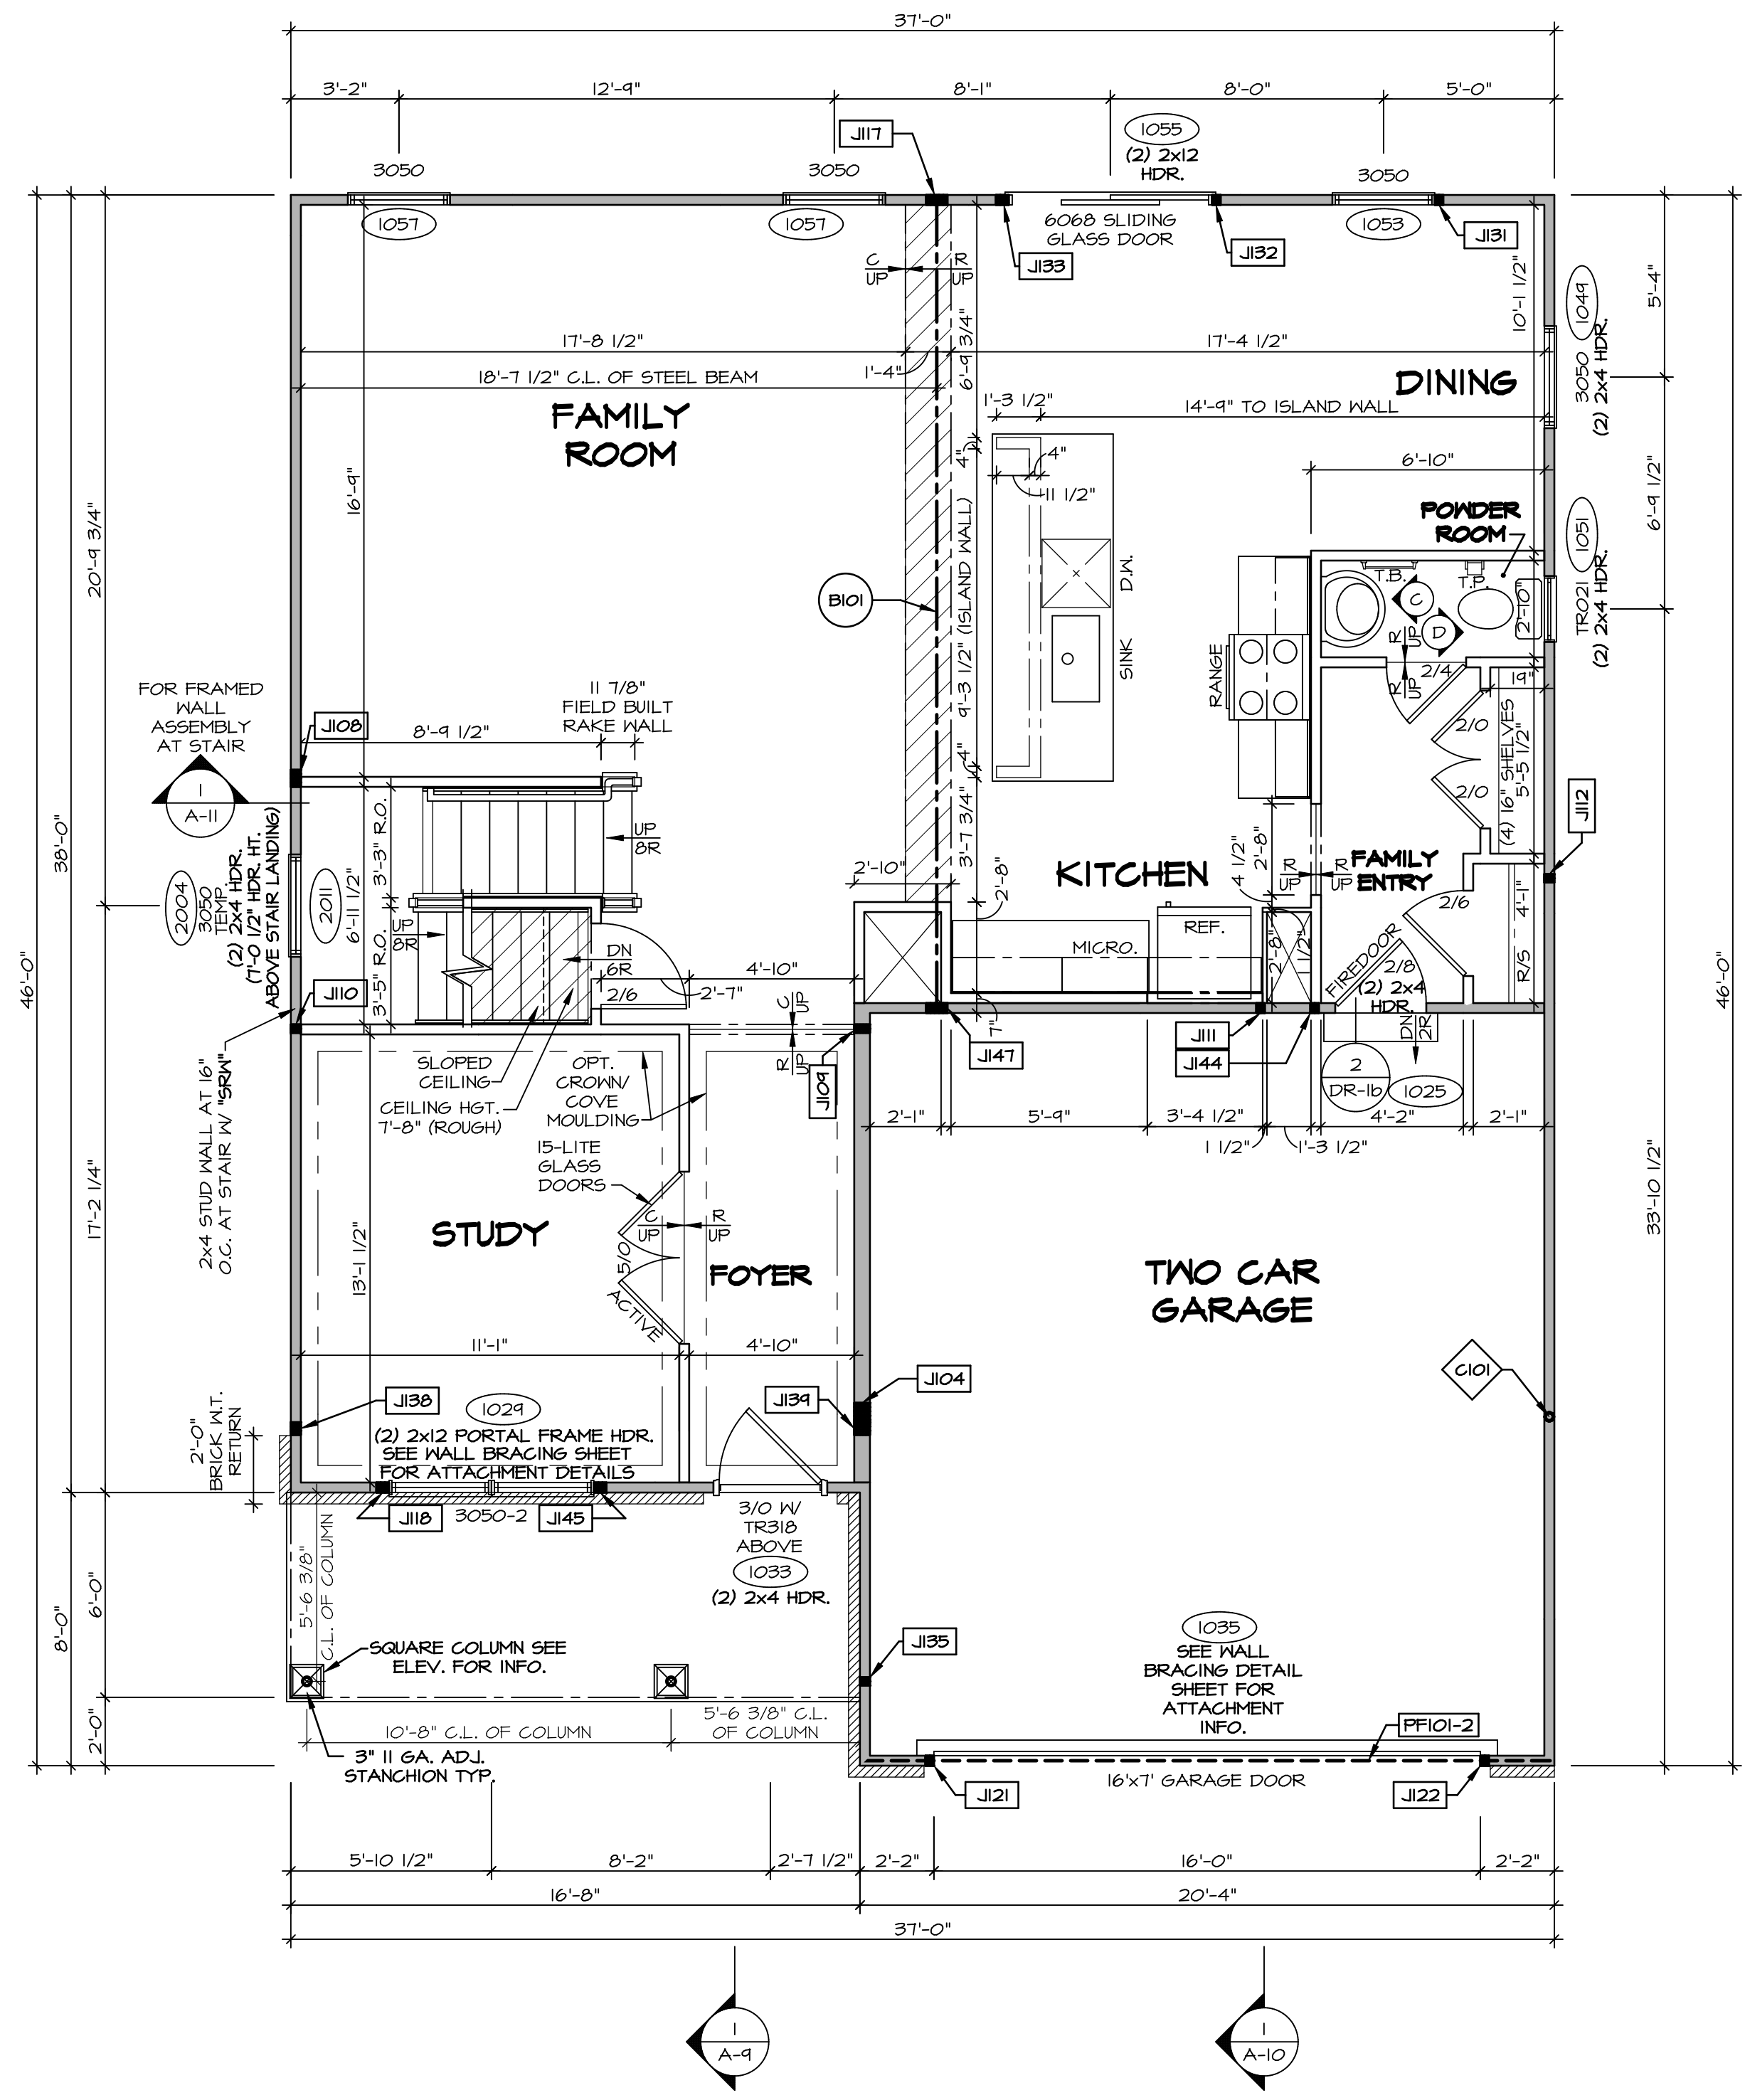 37'-0"
3'-2"
12'-9"
8'-1"
8'-0"
5'-0"
J117
1055
(2) 2x12
HDR.
3050
3050
3050
1057
1057
6068 SLIDING
GLASS DOOR
1053
J131
J133
J132
C
UP
R
UP
10'-1 1/2"
1049
3050
(2) 2x4 HDR.
5'-4"
17'-8 1/2"
1'-4"
6'-9 3/4"
17'-4 1/2"
18'-7 1/2" C.L. OF STEEL BEAM
DINING
FAMILY
ROOM
1'-3 1/2"
14'-9" TO ISLAND WALL
4"
4"
11 1/2"
6'-10"
16'-9"
POWDER
ROOM
1051
TR021
(2) 2x4 HDR.
6'-9 1/2"
20'-9 3/4"
T.B.
T.P.
C
D
2'-10"
D.W.
B101
9'-3 1/2" (ISLAND WALL)
SINK
RANGE
R
UP
R
UP
2/4
19"
FOR FRAMED
WALL
ASSEMBLY
AT STAIR
J108
8'-9 1/2"
11 7/8"
FIELD BUILT
RAKE WALL
2/0
2/0
(4) 16" SHELVES
5'-5 1/2"
4"
1
A-11
J112
38'-0"
46'-0"
46'-0"
3'-3" R.O.
UP
8R
3'-7 3/4"
KITCHEN
4 1/2"
2'-8"
R
UP
R
UP
FAMILY
ENTRY
2'-10"
2'-8"
2004
3050
TEMP.
(2) 2x4 HDR.
(7'-0 1/2" HDR. HT.
ABOVE STAIR LANDING)
2011
6'-11 1/2"
3'-5" R.O.
UP
8R
DN
6R
2/6
4'-10"
2'-7"
MICRO.
REF.
2'-8"
1 1/2"
2/6
4'-1"
R/S
FIREDOOR
2/8
(2) 2x4
HDR.
J110
C
UP
R
UP
J109
7"
J147
J111
J144
DN
2R
2
DR-1b
1025
SLOPED
CEILING
CEILING HGT.
7'-8" (ROUGH)
OPT.
CROWN/
COVE
MOULDING
2x4 STUD WALL AT 16"
O.C. AT STAIR W/ "SRW"
2'-1"
5'-9"
3'-4 1/2"
4'-2"
2'-1"
1 1/2"
1'-3 1/2"
15-LITE
GLASS
DOORS
17'-2 1/4"
33'-10 1/2"
STUDY
C
UP
R
UP
5/0
ACTIVE
FOYER
13'-1 1/2"
TWO CAR
GARAGE
11'-1"
4'-10"
C101
J138
1029
J139
J104
2'-0"
BRICK W.T.
RETURN
(2) 2x12 PORTAL FRAME HDR.
SEE WALL BRACING SHEET
FOR ATTACHMENT DETAILS
J118
3050-2
J145
3/0 W/
TR318
ABOVE
1033
(2) 2x4 HDR.
5'-6 3/8"
C.L. OF COLUMN
8'-0"
6'-0"
2'-0"
SQUARE COLUMN SEE
ELEV. FOR INFO.
J135
1035
SEE WALL
BRACING DETAIL
SHEET FOR
ATTACHMENT
INFO.
10'-8" C.L. OF COLUMN
5'-6 3/8" C.L.
OF COLUMN
PF101-2
3" 11 GA. ADJ.
STANCHION TYP.
16'x7' GARAGE DOOR
J121
J122
5'-10 1/2"
8'-2"
2'-7 1/2"
2'-2"
16'-0"
2'-2"
16'-8"
20'-4"
37'-0"
1
A-9
1
A-10